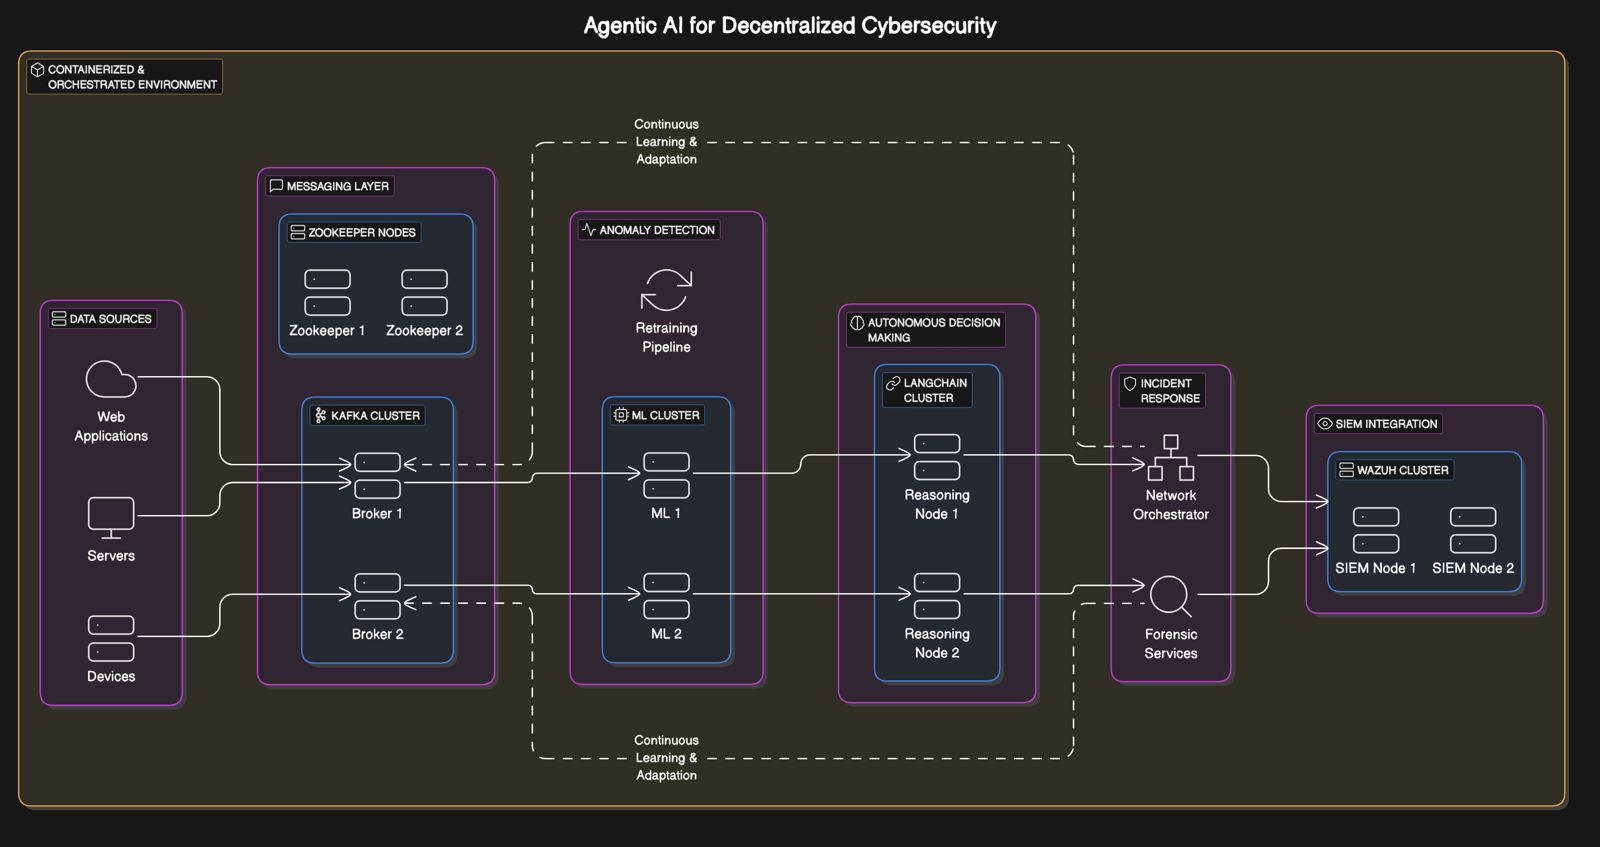 Agentic AI for Decentralized Cybersecurity
CONTAINERIZED &
ORCHESTRATED ENVIRONMENT
Continuous
Learning &
Adaptation
DATA SOURCES
Web
Applications
Servers
Devices
MESSAGING LAYER
ZOOKEEPER NODES
Zookeeper 1
Zookeeper 2
KAFKA CLUSTER
Broker 1
Broker 2
ANOMALY DETECTION
Retraining
Pipeline
ML CLUSTER
ML 1
ML 2
AUTONOMOUS DECISION
MAKING
LANGCHAIN
CLUSTER
Reasoning
Node 1
Reasoning
Node 2
INCIDENT
RESPONSE
Network
Orchestrator
Forensic
Services
SIEM INTEGRATION
WAZUH CLUSTER
SIEM Node 1
SIEM Node 2
Continuous
Learning &
Adaptation